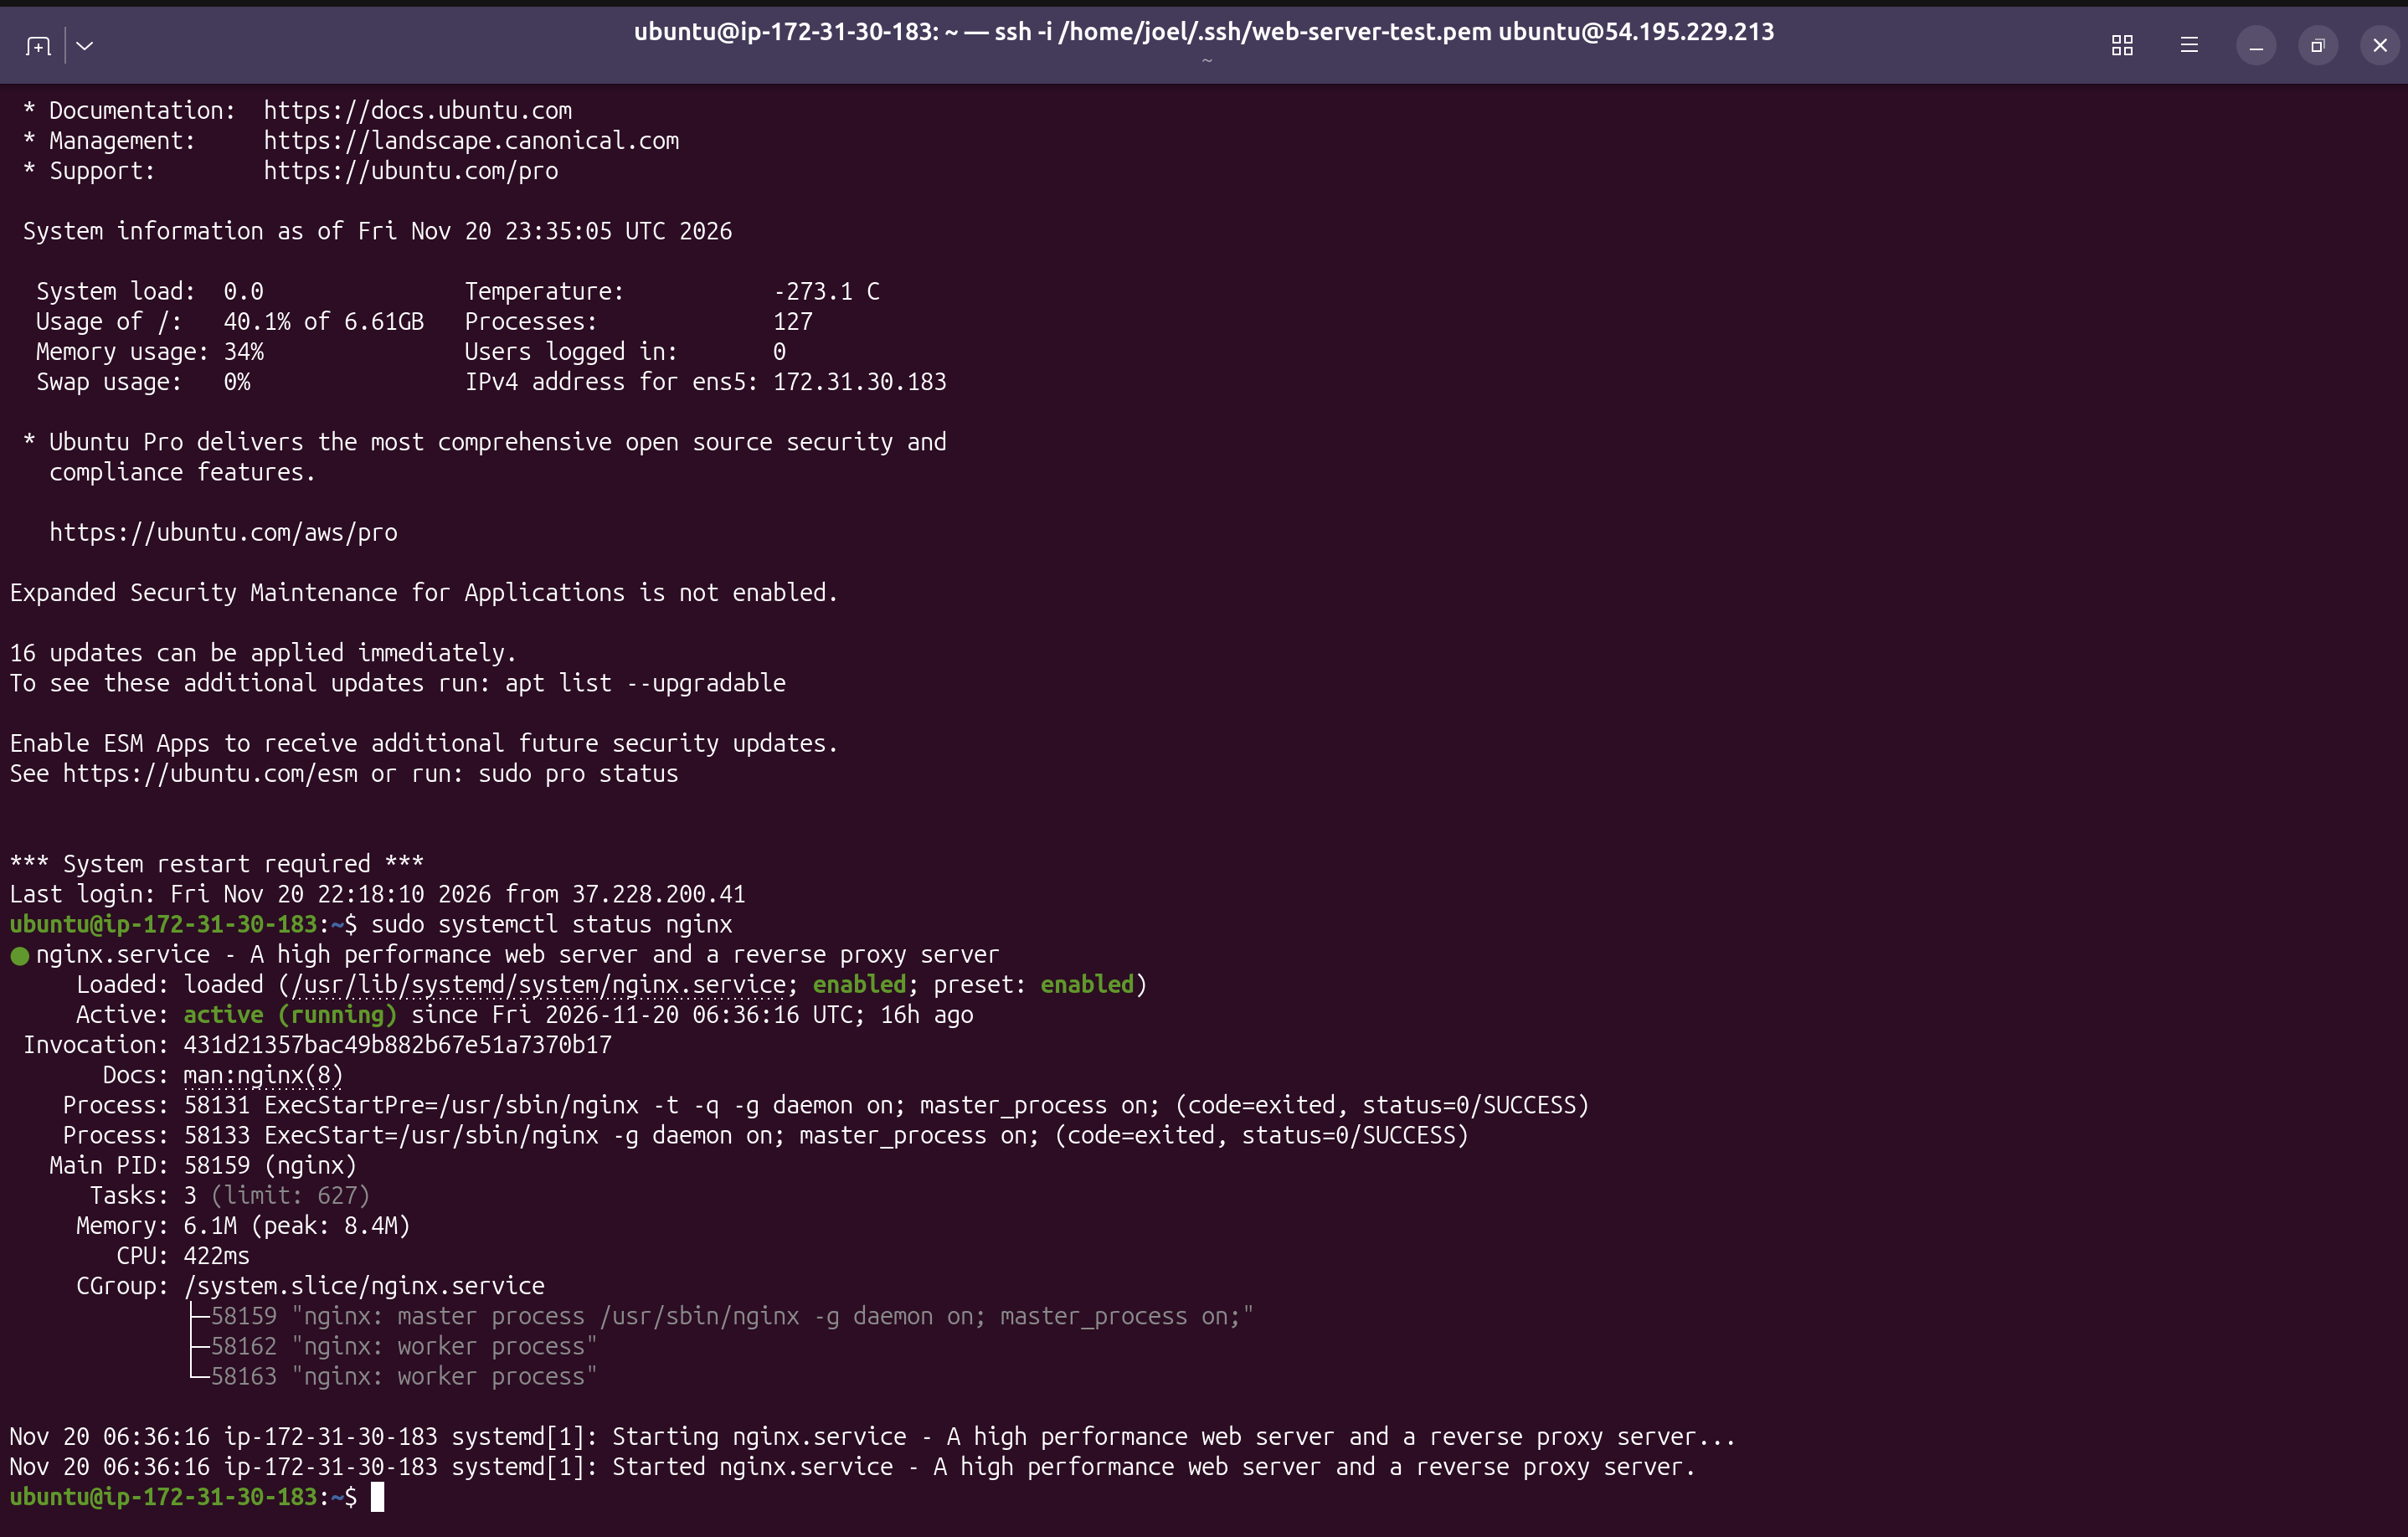 ubuntu@ip-172-31-30-183: ~ — ssh -i /home/joel/.ssh/web-server-test.pem ubuntu@54.195.229.213
~
 * Documentation:  https://docs.ubuntu.com
 * Management:     https://landscape.canonical.com
 * Support:        https://ubuntu.com/pro

 System information as of Fri Nov 20 23:35:05 UTC 2026

  System load:  0.0               Temperature:           -273.1 C
  Usage of /:   40.1% of 6.61GB   Processes:             127
  Memory usage: 34%               Users logged in:       0
  Swap usage:   0%                IPv4 address for ens5: 172.31.30.183

 * Ubuntu Pro delivers the most comprehensive open source security and
   compliance features.

   https://ubuntu.com/aws/pro

Expanded Security Maintenance for Applications is not enabled.

16 updates can be applied immediately.
To see these additional updates run: apt list --upgradable

Enable ESM Apps to receive additional future security updates.
See https://ubuntu.com/esm or run: sudo pro status


*** System restart required ***
Last login: Fri Nov 20 22:18:10 2026 from 37.228.200.41
ubuntu@ip-172-31-30-183:~$ sudo systemctl status nginx
● nginx.service - A high performance web server and a reverse proxy server
     Loaded: loaded (/usr/lib/systemd/system/nginx.service; enabled; preset: enabled)
     Active: active (running) since Fri 2026-11-20 06:36:16 UTC; 16h ago
 Invocation: 431d21357bac49b882b67e51a7370b17
       Docs: man:nginx(8)
    Process: 58131 ExecStartPre=/usr/sbin/nginx -t -q -g daemon on; master_process on; (code=exited, status=0/SUCCESS)
    Process: 58133 ExecStart=/usr/sbin/nginx -g daemon on; master_process on; (code=exited, status=0/SUCCESS)
   Main PID: 58159 (nginx)
      Tasks: 3 (limit: 627)
     Memory: 6.1M (peak: 8.4M)
        CPU: 422ms
     CGroup: /system.slice/nginx.service
             ├─58159 "nginx: master process /usr/sbin/nginx -g daemon on; master_process on;"
             ├─58162 "nginx: worker process"
             └─58163 "nginx: worker process"

Nov 20 06:36:16 ip-172-31-30-183 systemd[1]: Starting nginx.service - A high performance web server and a reverse proxy server...
Nov 20 06:36:16 ip-172-31-30-183 systemd[1]: Started nginx.service - A high performance web server and a reverse proxy server.
ubuntu@ip-172-31-30-183:~$